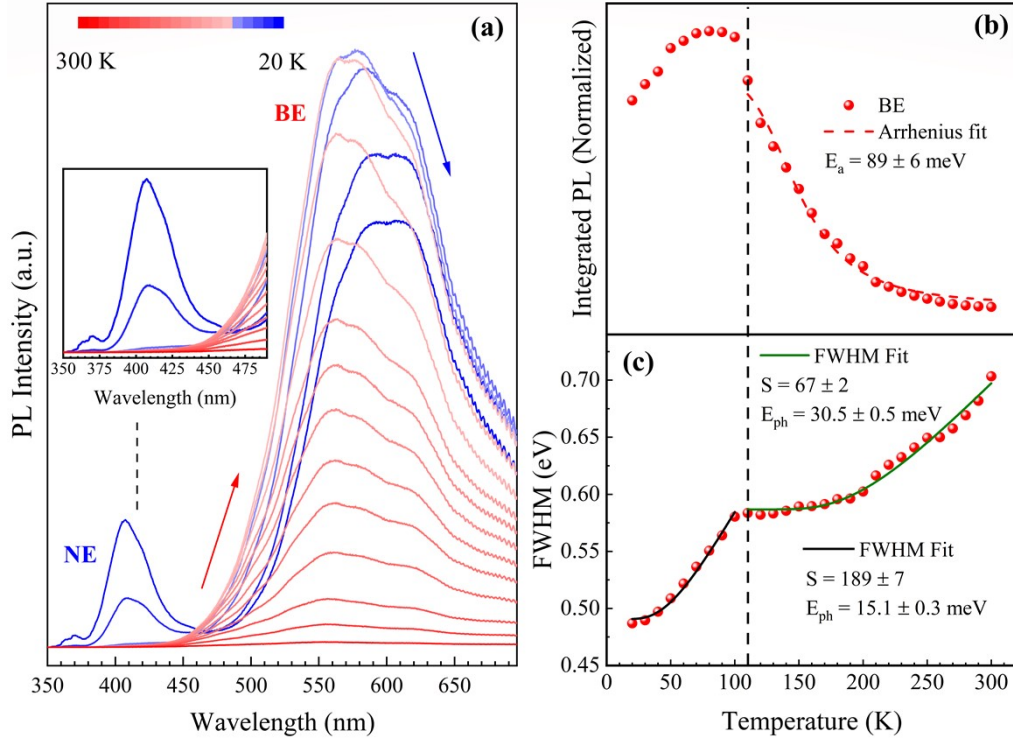 (a)
300 K 20 K
BE
NE
350 375 400 425 450 475
Wavelength (nm)
PL Intensity (a.u.)
350 400 450 500 550 600 650
Wavelength (nm)
(b)
BE
Arrhenius fit
E_a = 89 ± 6 meV
Integrated PL (Normalized)
(c)
FWHM Fit
S = 67 ± 2
E_ph = 30.5 ± 0.5 meV
FWHM Fit
S = 189 ± 7
E_ph = 15.1 ± 0.3 meV
0.70
0.65
0.60
0.55
0.50
0.45
FWHM (eV)
0 50 100 150 200 250 300
Temperature (K)